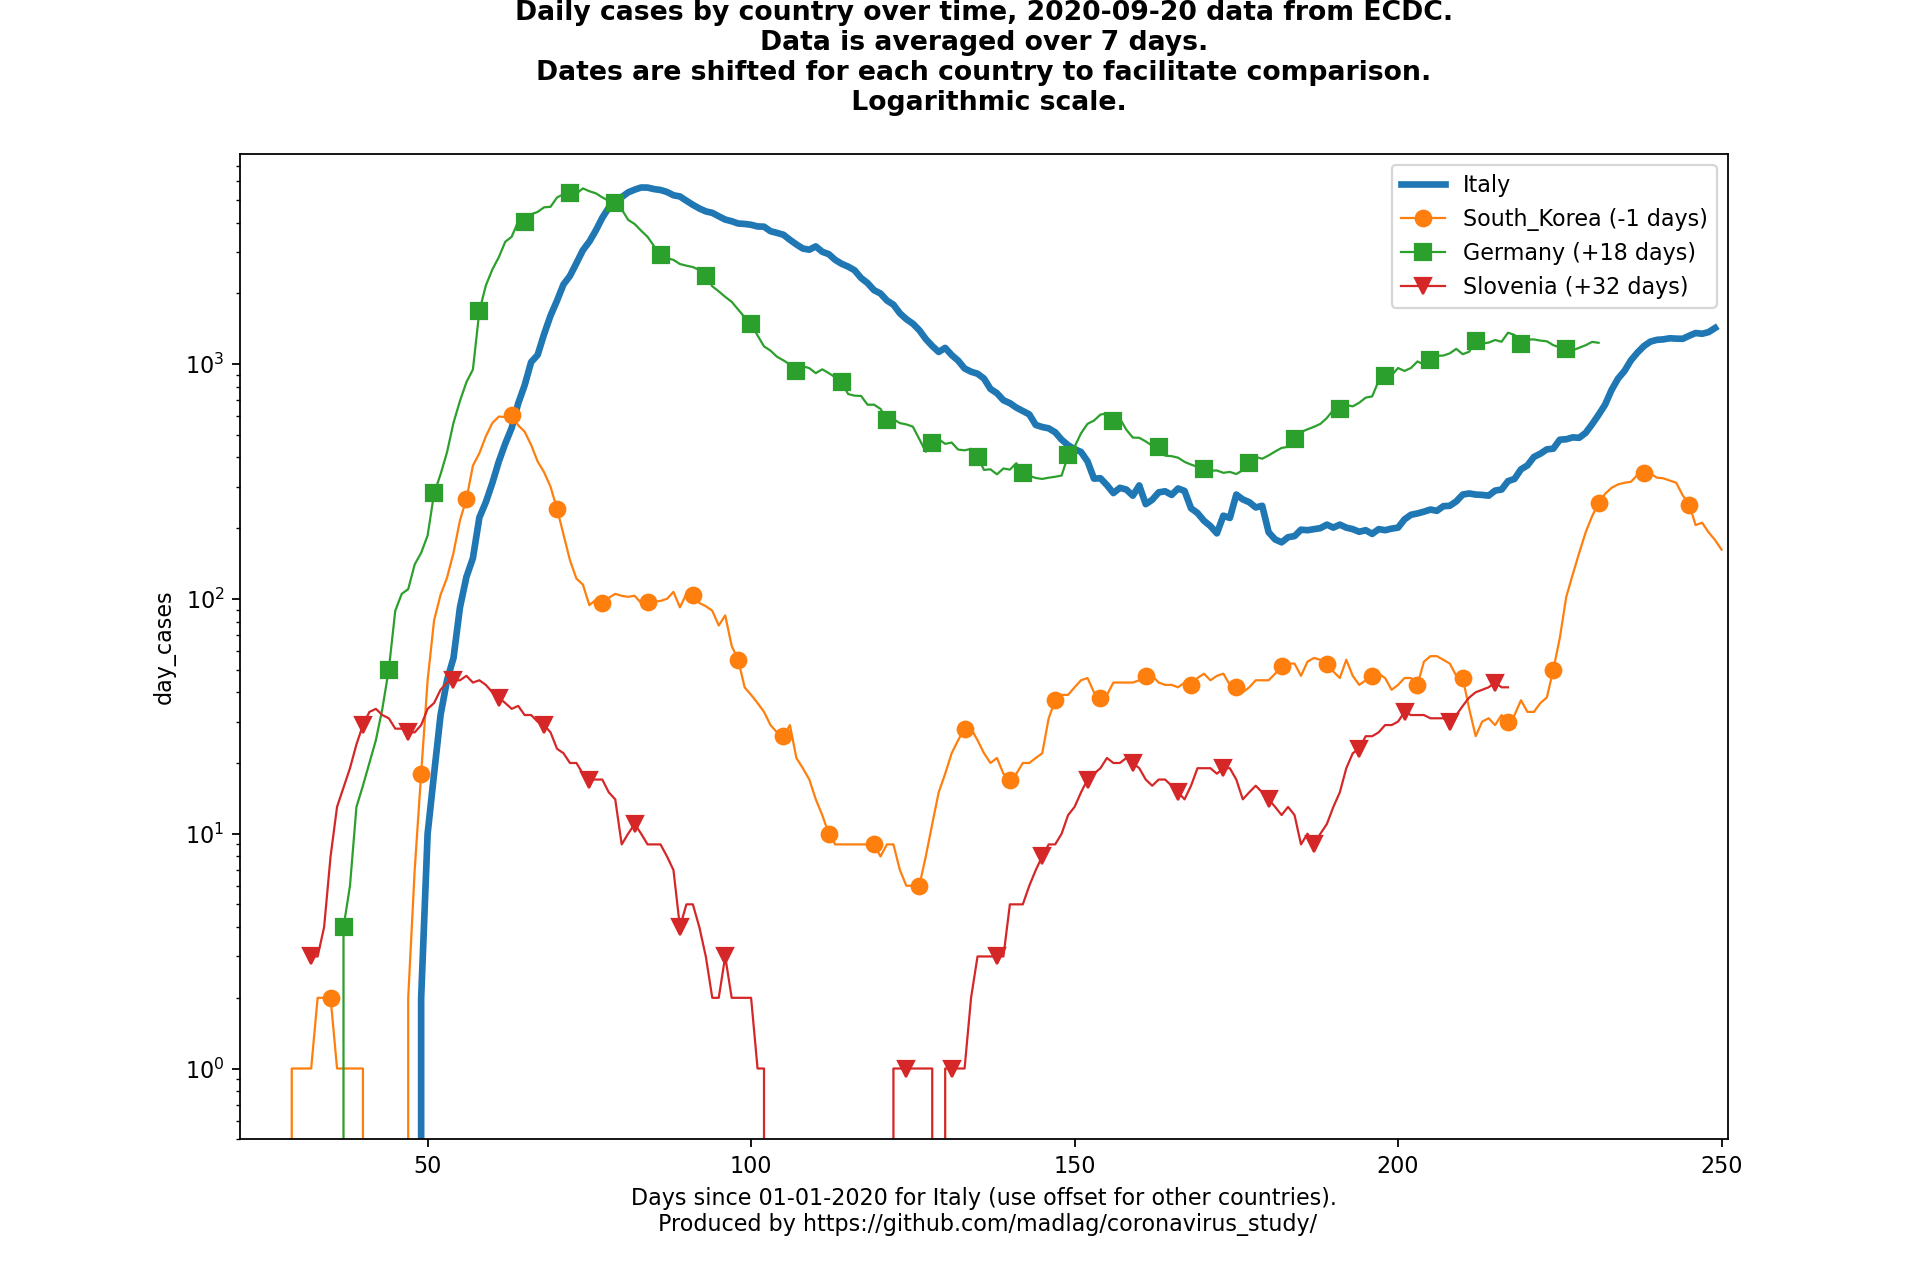 Daily cases by country over time, 2020-09-20 data from ECDC.
Data is averaged over 7 days.
Dates are shifted for each country to facilitate comparison.
Logarithmic scale.
Italy
South_Korea (-1 days)
Germany (+18 days)
Slovenia (+32 days)
day_cases
10³
10²
10¹
10⁰
50
100
150
200
250
Days since 01-01-2020 for Italy (use offset for other countries).
Produced by https://github.com/madlag/coronavirus_study/